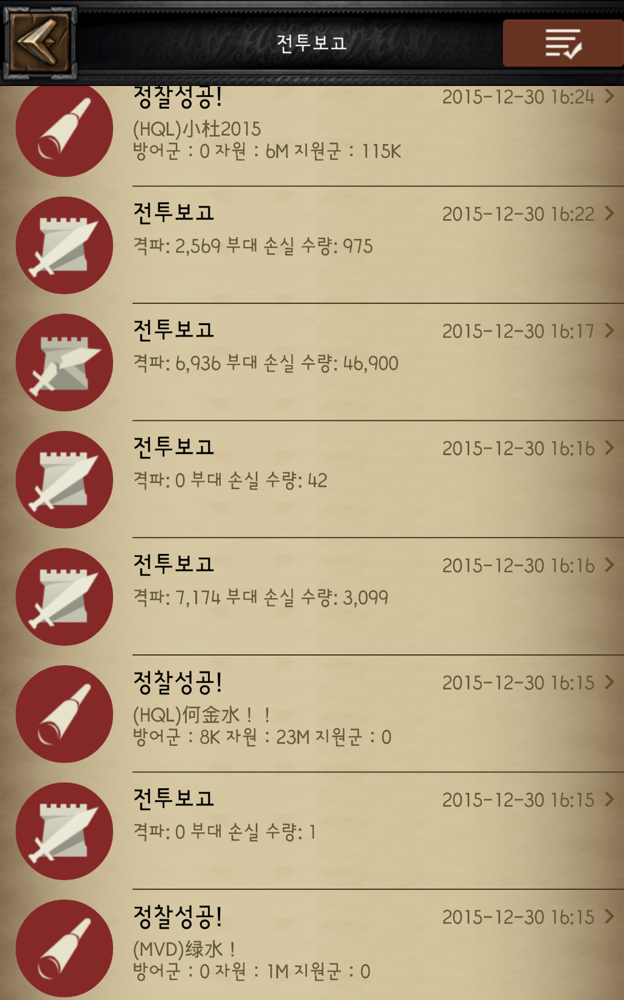 전투보고
정찰성공!
2015-12-30 16:24
(HQL)小杜2015
방어군 : 0 자원 : 6M 지원군 : 115K
전투보고
2015-12-30 16:22
격파: 2,569 부대 손실 수량: 975
전투보고
2015-12-30 16:17
격파: 6,936 부대 손실 수량: 46,900
전투보고
2015-12-30 16:16
격파: 0 부대 손실 수량: 42
전투보고
2015-12-30 16:16
격파: 7,174 부대 손실 수량: 3,099
정찰성공!
2015-12-30 16:15
(HQL)何金水！！
방어군 : 8K 자원 : 23M 지원군 : 0
전투보고
2015-12-30 16:15
격파: 0 부대 손실 수량: 1
정찰성공!
2015-12-30 16:15
(MVD)绿水！
방어군 : 0 자원 : 1M 지원군 : 0